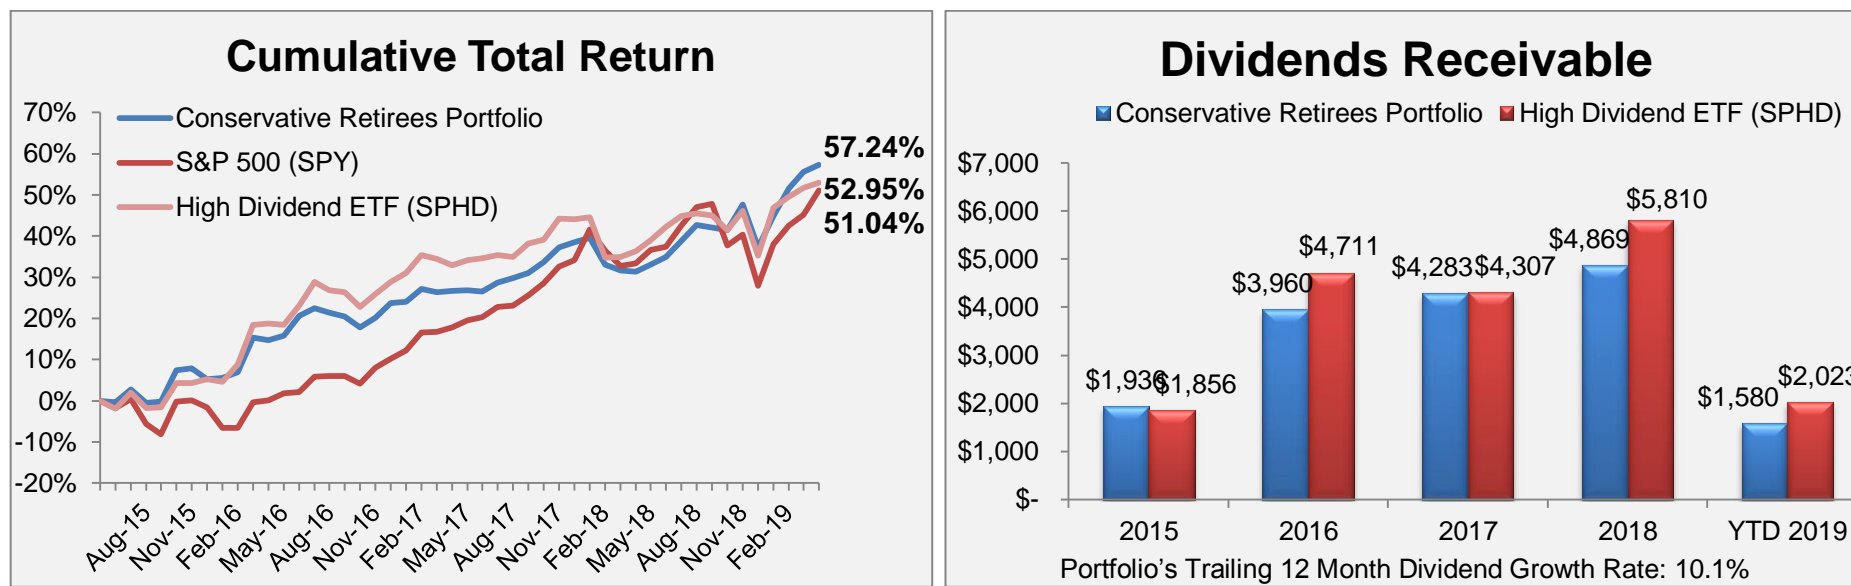 Cumulative Total Return
70%
60%
50%
40%
30%
20%
10%
0%
-10%
-20%
Conservative Retirees Portfolio
S&P 500 (SPY)
High Dividend ETF (SPHD)
57.24%
52.95%
51.04%
Aug-15
Nov-15
Feb-16
May-16
Aug-16
Nov-16
Feb-17
May-17
Aug-17
Nov-17
Feb-18
May-18
Aug-18
Nov-18
Feb-19
Dividends Receivable
Conservative Retirees Portfolio High Dividend ETF (SPHD)
$7,000
$6,000
$5,000
$4,000
$3,000
$2,000
$1,000
$-
$1,856
$3,960 $4,711
$4,283 $4,307
$4,869 $5,810
$1,580 $2,023
2015 2016 2017 2018 YTD 2019
Portfolio's Trailing 12 Month Dividend Growth Rate: 10.1%